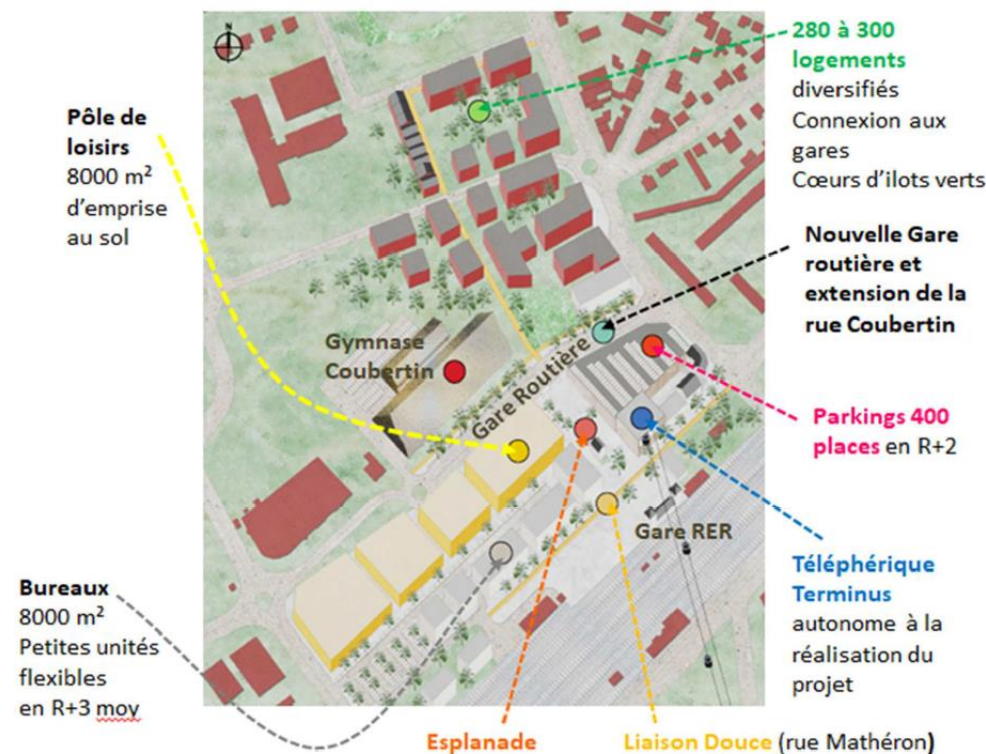 N
280 à 300
logements
diversifiés
Connexion aux
gares
Cœurs d'ilots verts
Pôle de
loisirs
8000 m²
d'emprise
au sol
Nouvelle Gare
routière et
extension de la
rue Coubertin
Gymnase
Coubertin
Gare Routière
Parkings 400
places en R+2
Gare RER
Téléphérique
Terminus
autonome à la
réalisation du
projet
Bureaux
8000 m²
Petites unités
flexibles
en R+3 moy
Esplanade
Liaison Douce (rue Mathéron)